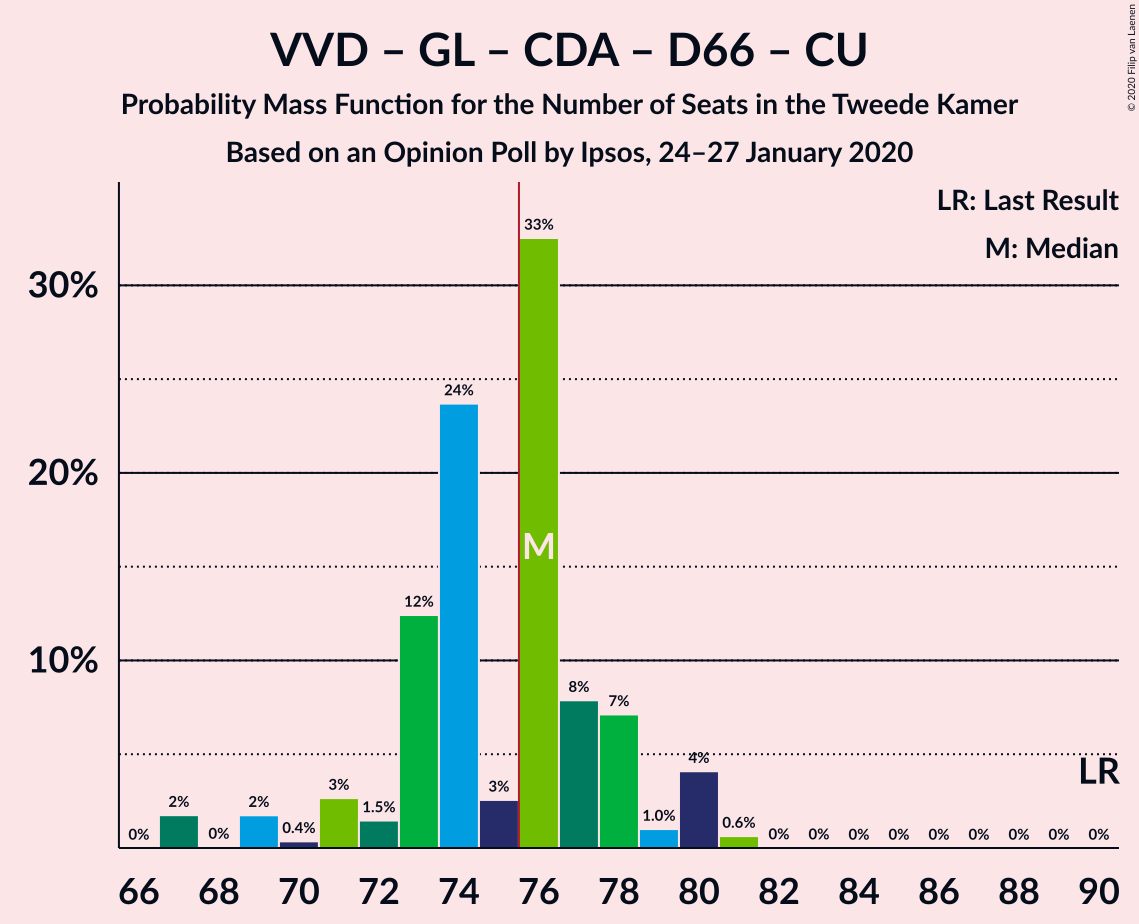 VVD – GL – CDA – D66 – CU
Probability Mass Function for the Number of Seats in the Tweede Kamer
Based on an Opinion Poll by Ipsos, 24–27 January 2020
© 2020 Filip van Laenen
LR: Last Result
M: Median
30%
20%
10%
0% 2% 0% 2% 0.4% 3% 1.5% 12% 24% 3% 33% 8% 7% 1.0% 4% 0.6% 0% 0% 0% 0% 0% 0% 0% 0% 0%
M
LR
66 68 70 72 74 76 78 80 82 84 86 88 90